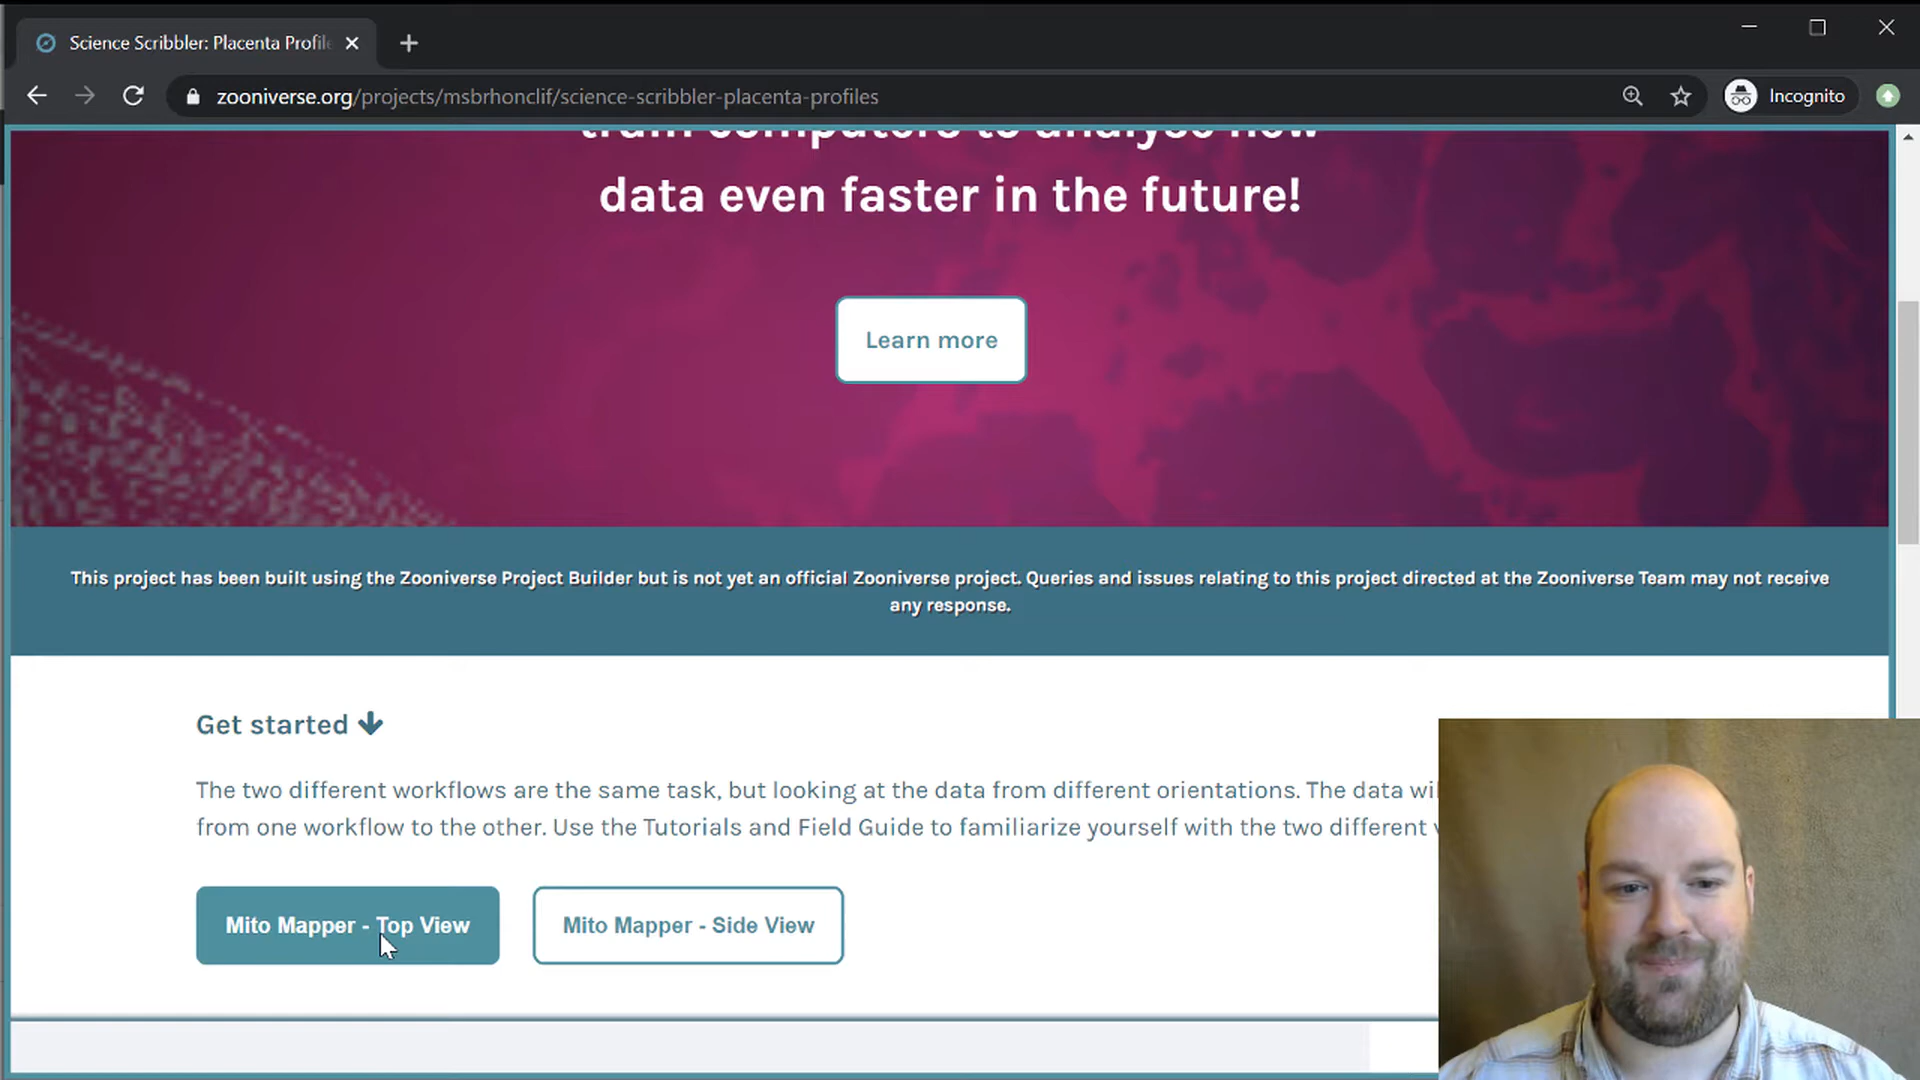 Science Scribbler: Placenta Profile
zooniverse.org/projects/msbrhonclif/science-scribbler-placenta-profiles
Incognito
train computers to analyse new
data even faster in the future!
Learn more
This project has been built using the Zooniverse Project Builder but is not yet an official Zooniverse project. Queries and issues relating to this project directed at the Zooniverse Team may not receive
any response.
Get started
The two different workflows are the same task, but looking at the data from different orientations. The data wil
from one workflow to the other. Use the Tutorials and Field Guide to familiarize yourself with the two different
Mito Mapper - Top View
Mito Mapper - Side View